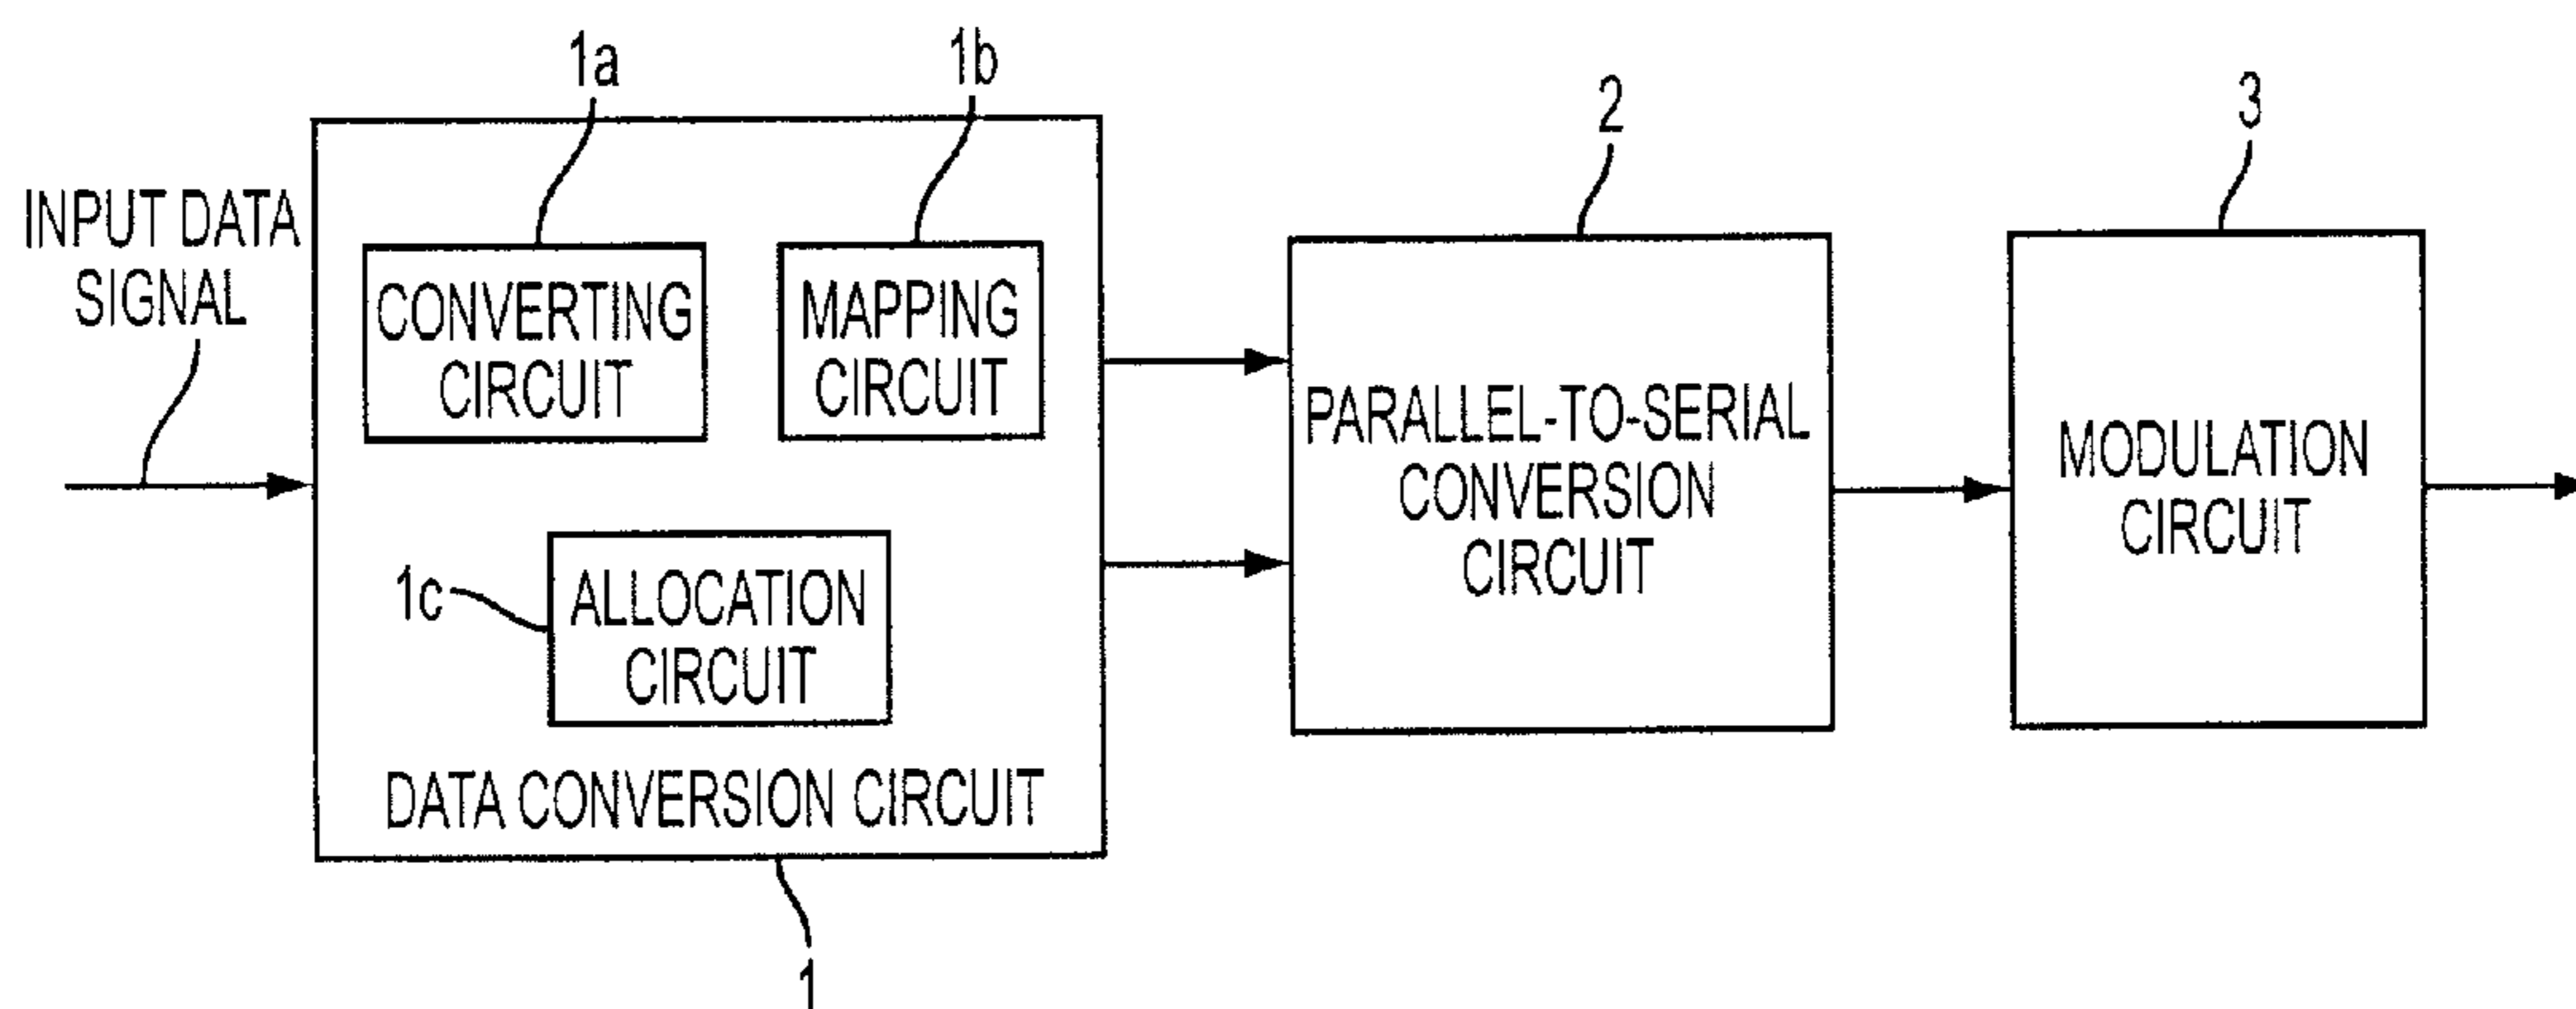 1a
1b
2
3
INPUT DATA
SIGNAL
CONVERTING
CIRCUIT
MAPPING
CIRCUIT
PARALLEL-TO-SERIAL
CONVERSION
CIRCUIT
MODULATION
CIRCUIT
1c
ALLOCATION
CIRCUIT
DATA CONVERSION CIRCUIT
1